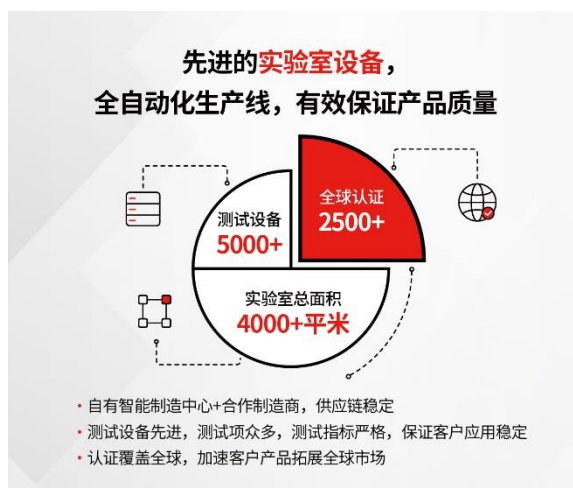 先进的实验室设备，
全自动化生产线，有效保证产品质量
测试设备
5000+
全球认证
2500+
实验室总面积
4000+平米
·自有智能制造中心+合作制造商，供应链稳定
·测试设备先进，测试项众多，测试指标严格，保证客户应用稳定
·认证覆盖全球，加速客户产品拓展全球市场